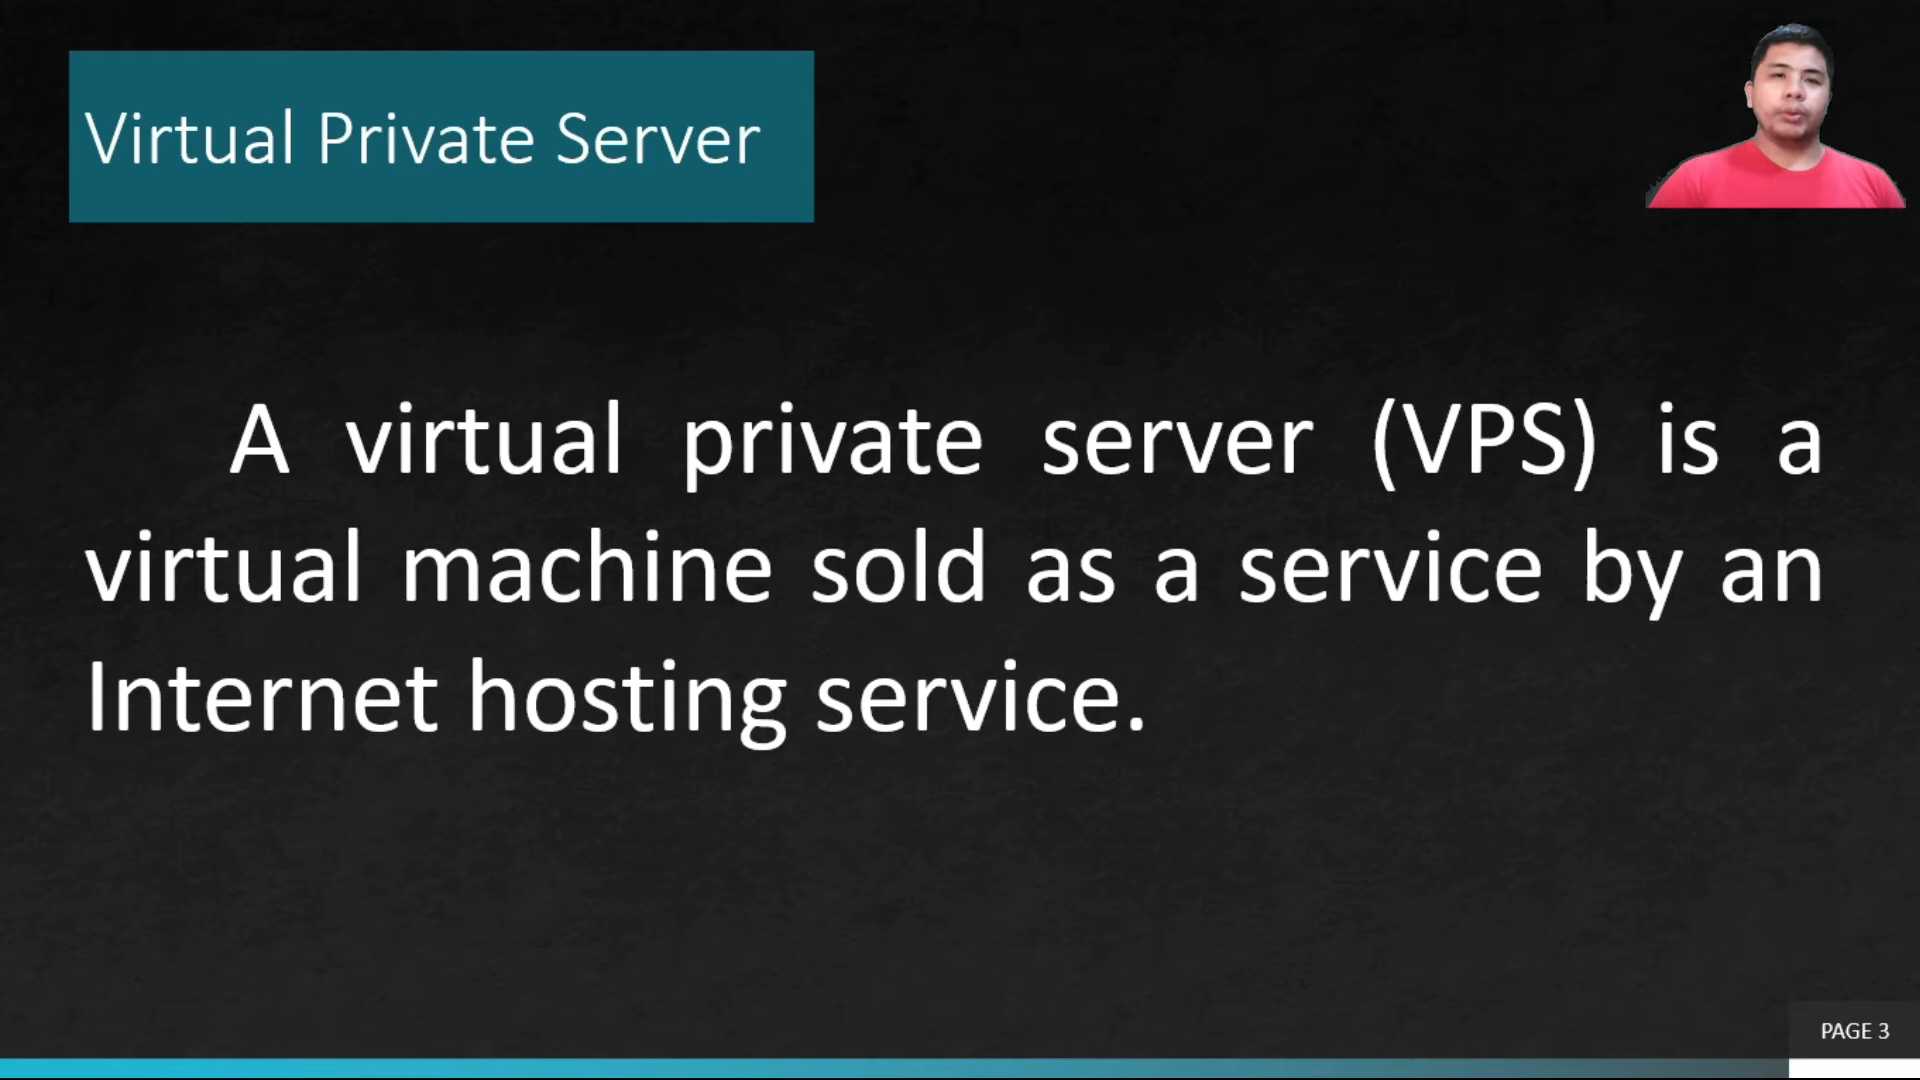 Virtual Private Server
A virtual private server (VPS) is a
virtual machine sold as a service by an
Internet hosting service.
PAGE 3